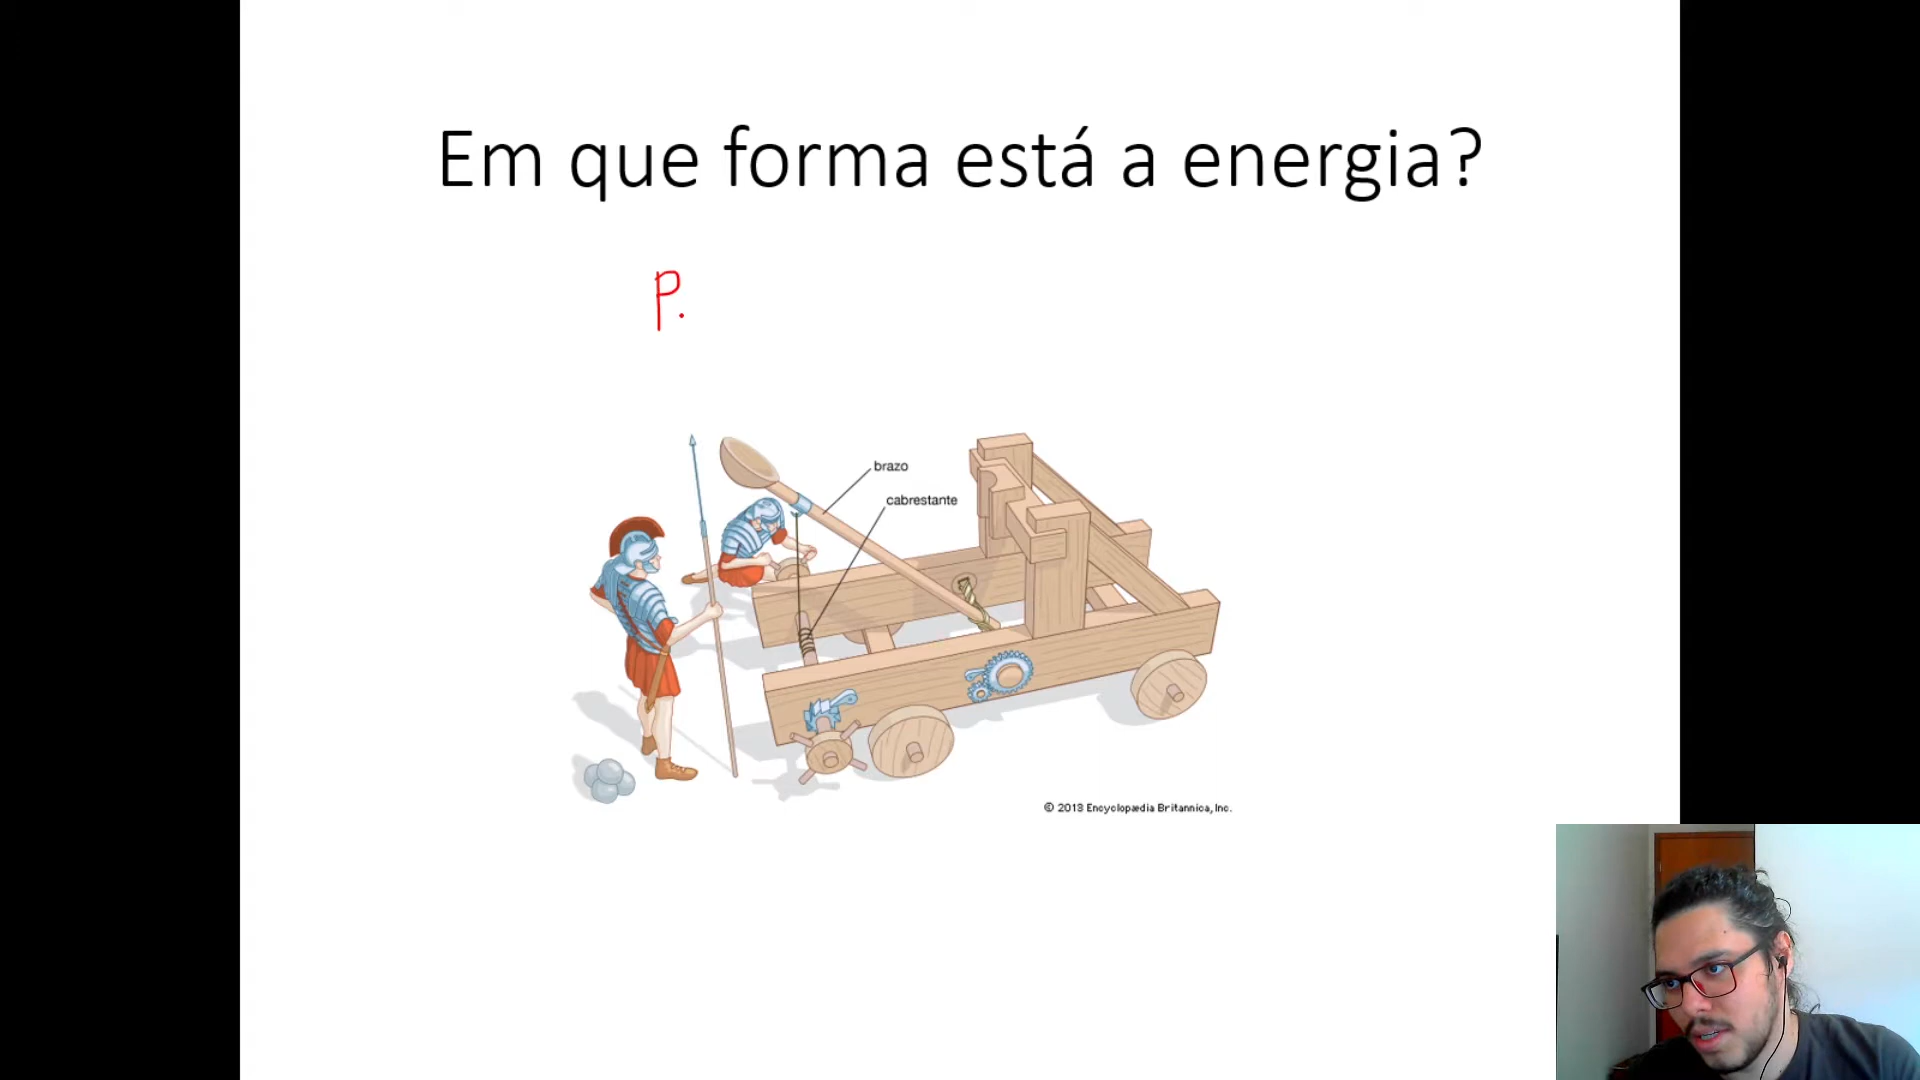 Em que forma está a energia?
P.
brazo
cabrestante
© 2013 Encyclopædia Britannica, Inc.